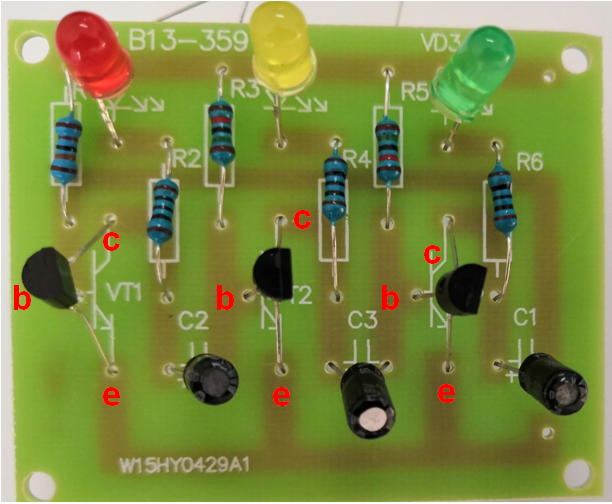 B13-359
VD3
R3
R5
R2
R4
R6
c
c
c
b
VT1
b
T2
b
C2
C3
C1
+
+
e
e
e
W15HY0429A1